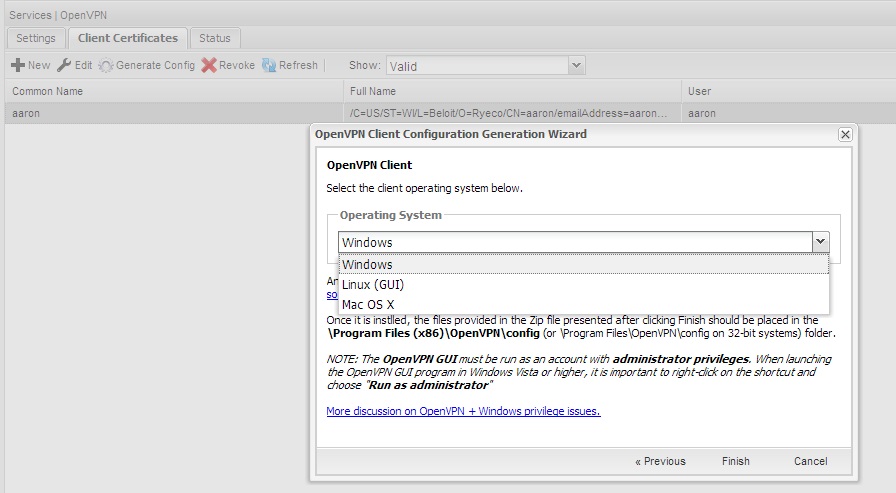 Services | OpenVPN
Settings Client Certificates Status
New Edit Generate Config Revoke Refresh Show: Valid
Common Name Full Name User
aaron /C=US/ST=WI/L=Beloit/O=Ryeco/CN=aaron/emailAddress=aaron... aaron
OpenVPN Client Configuration Generation Wizard
OpenVPN Client
Select the client operating system below.
Operating System
Windows
Windows
Linux (GUI)
Mac OS X
Once it is instlled, the files provided in the Zip file presented after clicking Finish should be placed in the
\Program Files (x86)\OpenVPN\config (or \Program Files\OpenVPN\config on 32-bit systems) folder.
NOTE: The OpenVPN GUI must be run as an account with administrator privileges. When launching
the OpenVPN GUI program in Windows Vista or higher, it is important to right-click on the shortcut and
choose "Run as administrator"
More discussion on OpenVPN + Windows privilege issues.
« Previous Finish Cancel